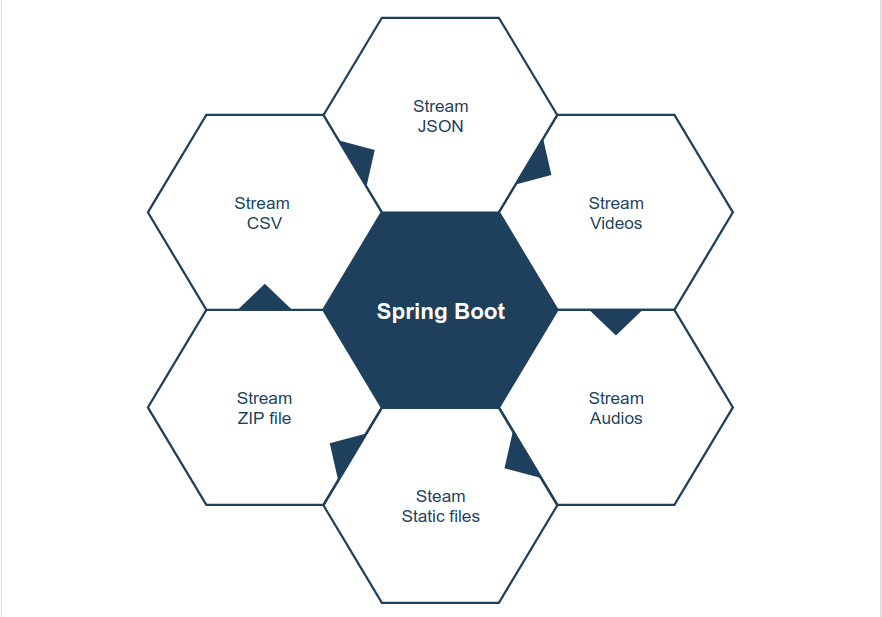 Stream
JSON
Stream
CSV
Stream
Videos
Spring Boot
Stream
ZIP file
Stream
Audios
Steam
Static files